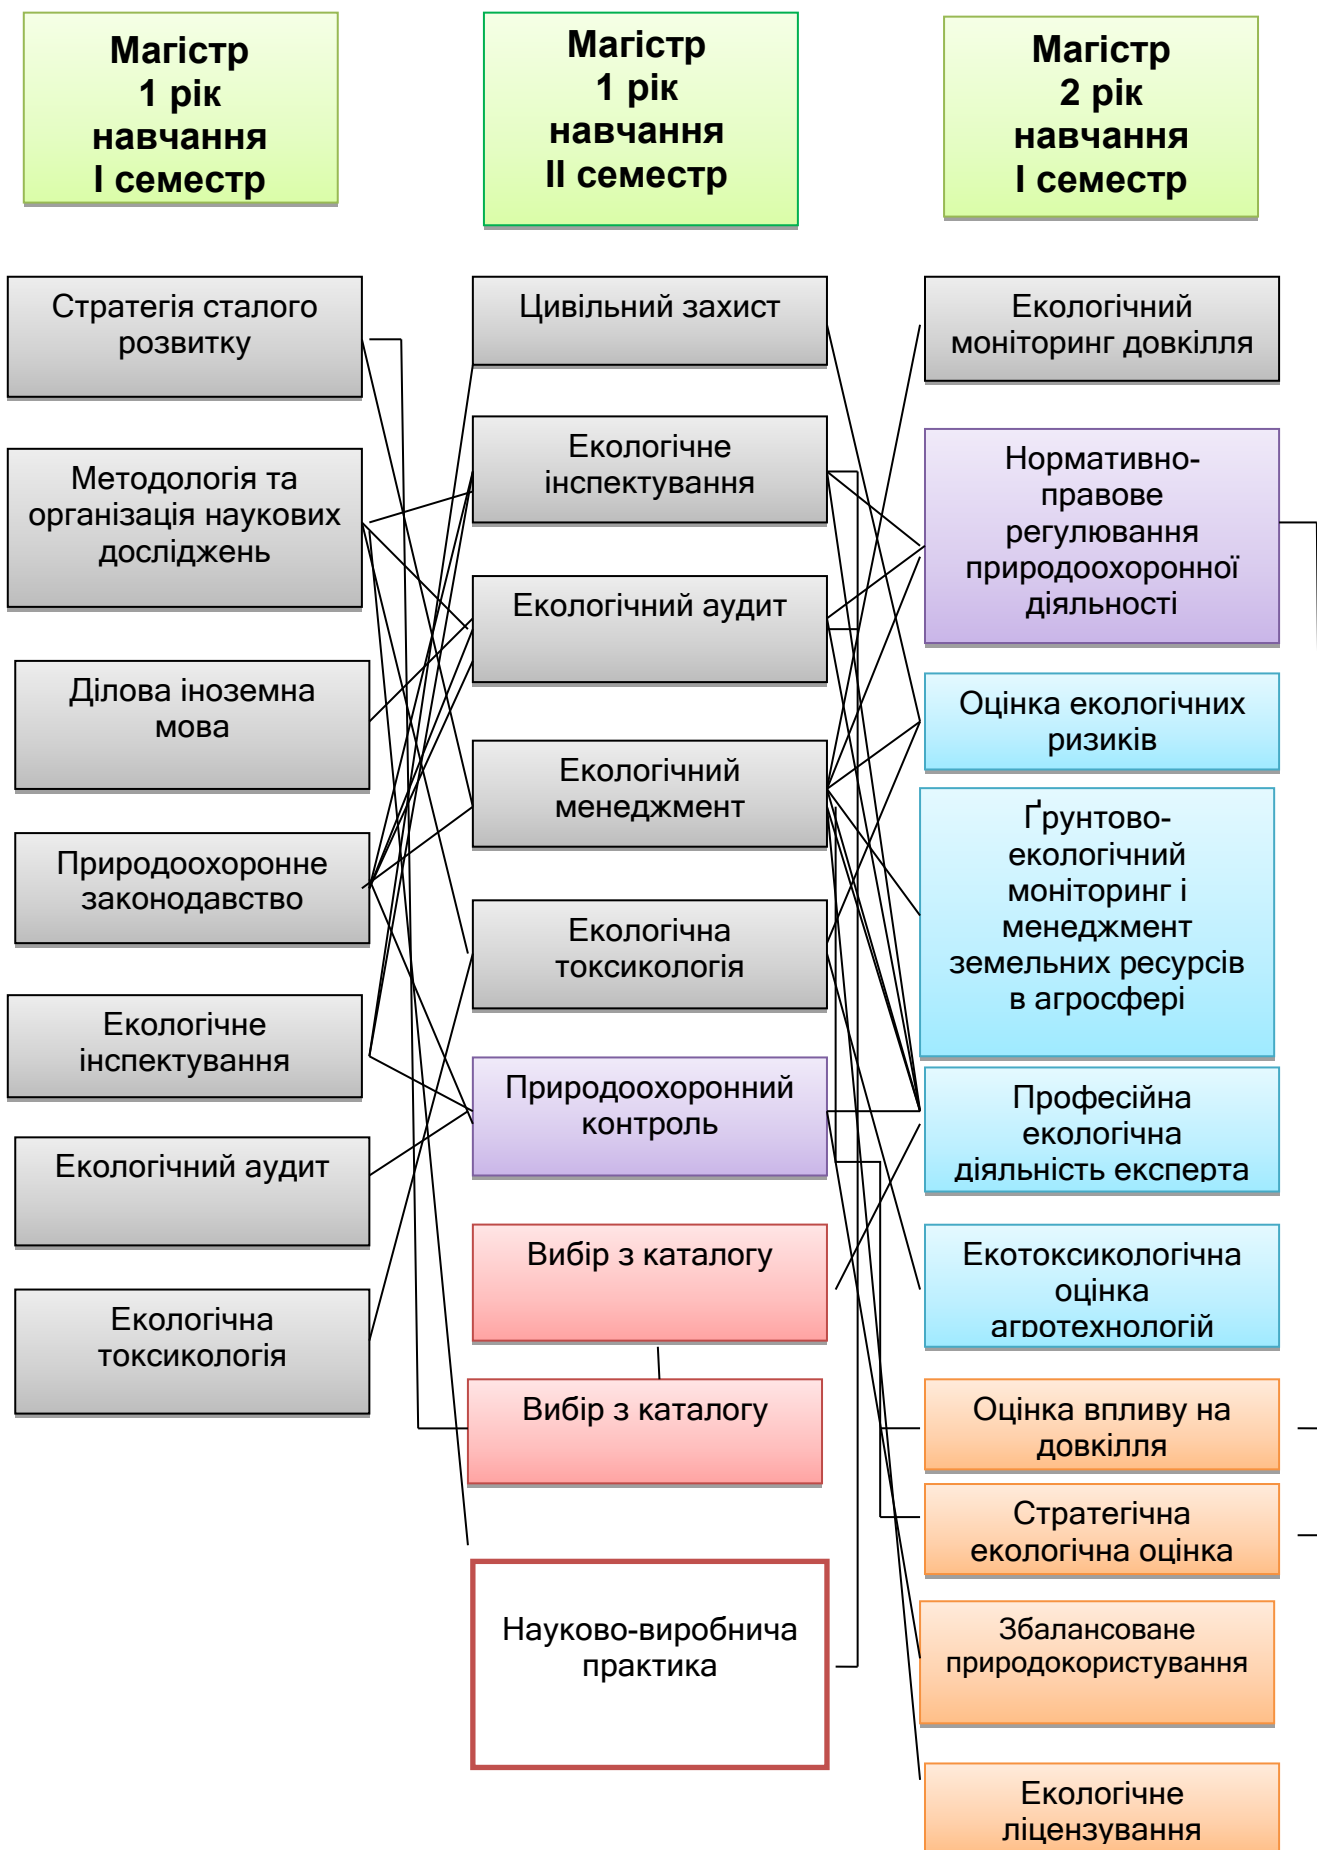 Магістр
1 рік
навчання
І семестр
Магістр
1 рік
навчання
ІІ семестр
Магістр
2 рік
навчання
І семестр
Стратегія сталого
розвитку
Методологія та
організація наукових
досліджень
Ділова іноземна
мова
Природоохоронне
законодавство
Екологічне
інспектування
Екологічний аудит
Екологічна
токсикологія
Цивільний захист
Екологічне
інспектування
Екологічний аудит
Екологічний
менеджмент
Екологічна
токсикологія
Природоохоронний
контроль
Вибір з каталогу
Вибір з каталогу
Науково-виробнича
практика
Екологічний
моніторинг довкілля
Нормативно-
правове
регулювання
природоохоронної
діяльності
Оцінка екологічних
ризиків
Ґрунтово-
екологічний
моніторинг і
менеджмент
земельних ресурсів
в агросфері
Професійна
екологічна
діяльність експерта
Екотоксикологічна
оцінка
агротехнологій
Оцінка впливу на
довкілля
Стратегічна
екологічна оцінка
Збалансоване
природокористування
Екологічне
ліцензування